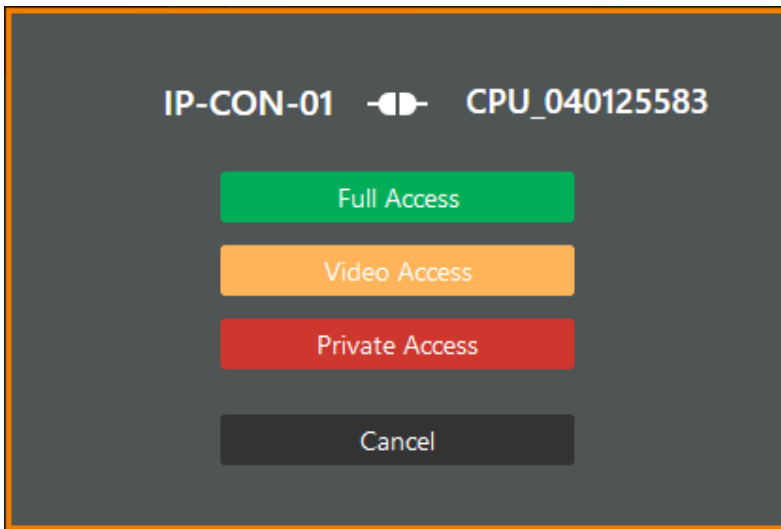 IP-CON-01 CPU_040125583
Full Access
Video Access
Private Access
Cancel